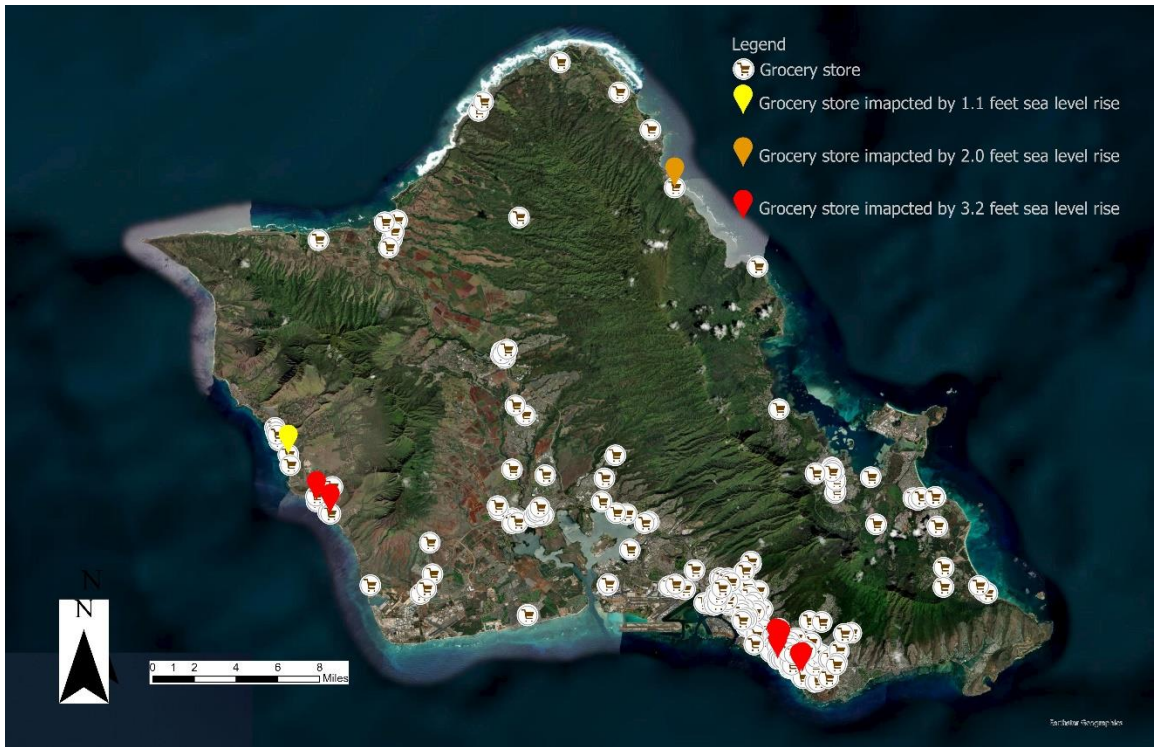 Legend
Grocery store
Grocery store imapcted by 1.1 feet sea level rise
Grocery store imapcted by 2.0 feet sea level rise
Grocery store imapcted by 3.2 feet sea level rise
N
N
0 1 2 4 6 8
Miles
Earthstar Geographics